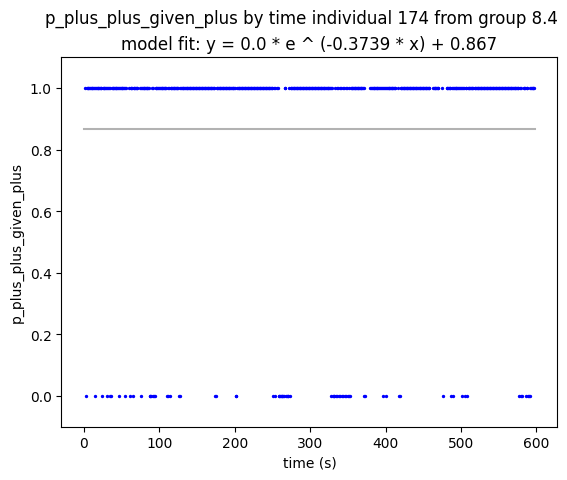 p_plus_plus_given_plus by time individual 174 from group 8.4
model fit: y = 0.0 * e ^ (-0.3739 * x) + 0.867
1.0
0.8
0.6
0.4
0.2
0.0
p_plus_plus_given_plus
0 100 200 300 400 500 600
time (s)